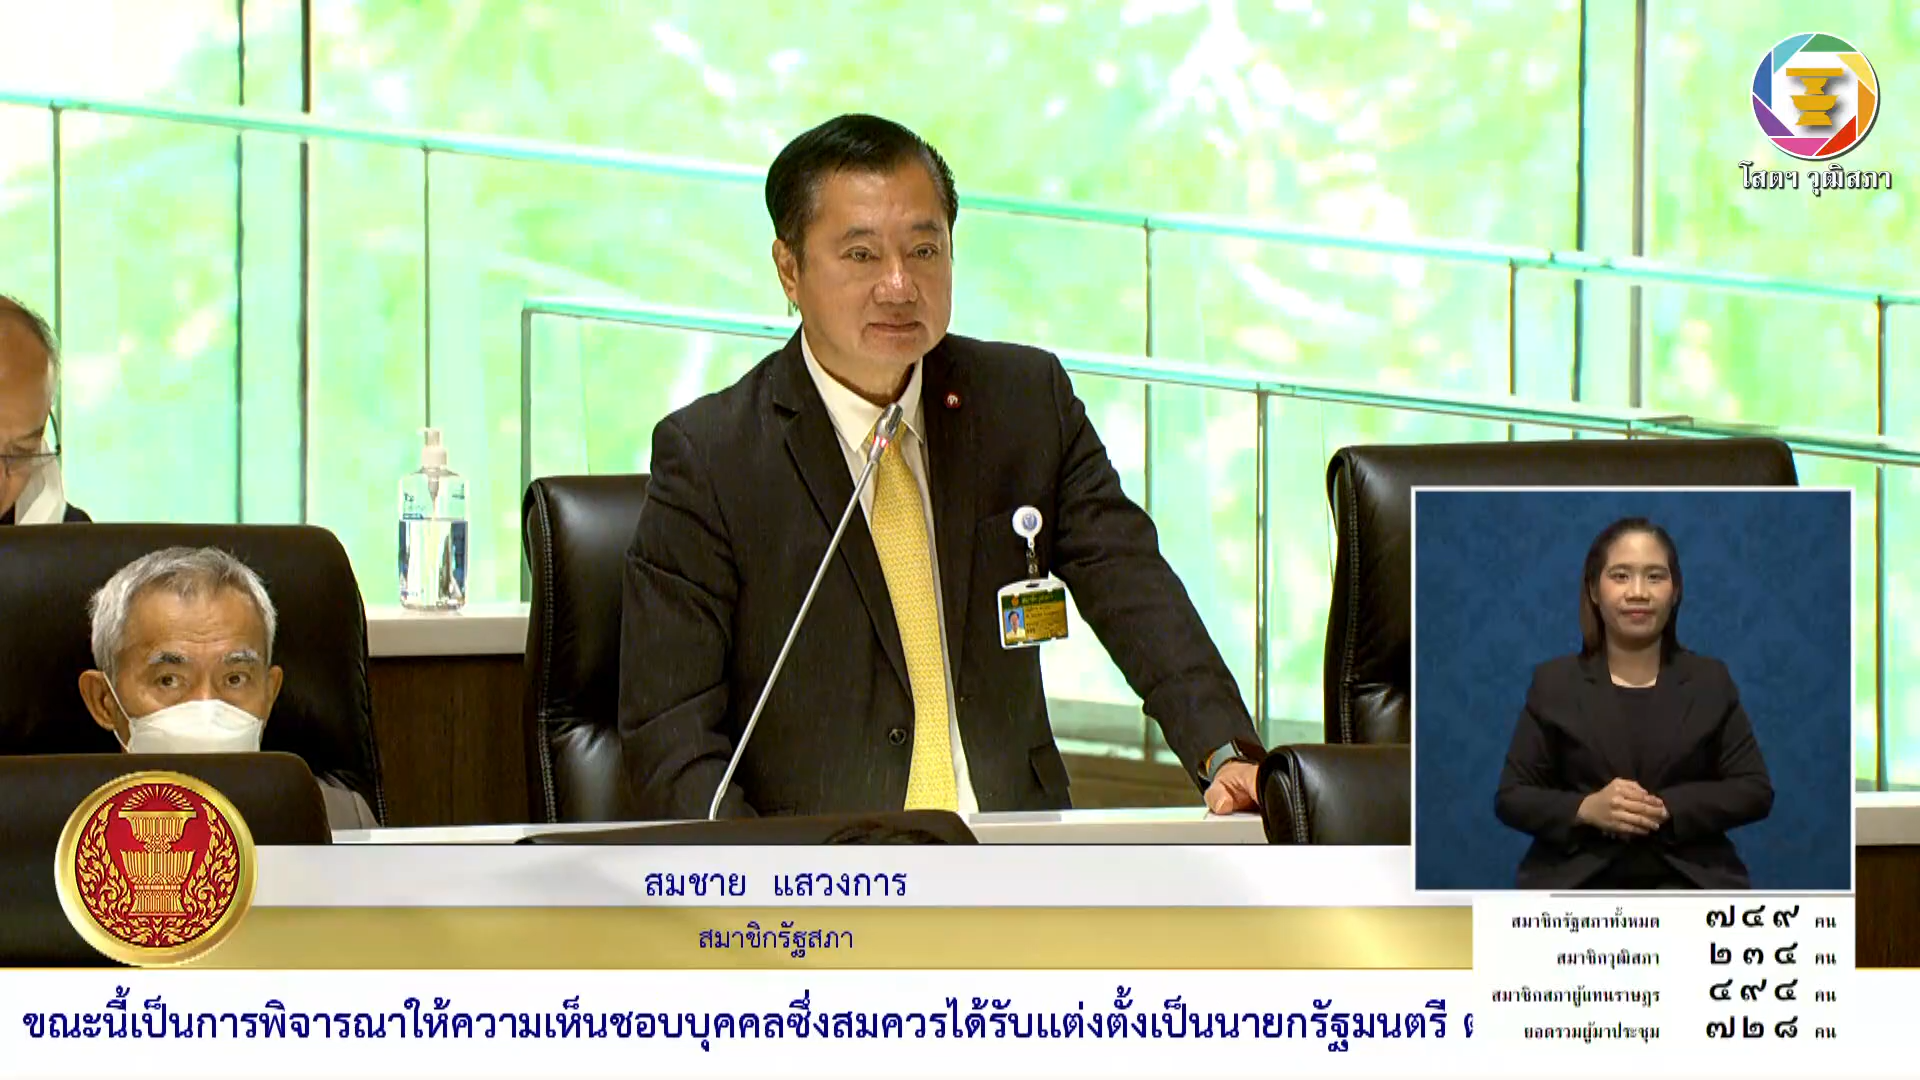 โสตฯ วุฒิสภา
สมชาย แสวงการ
สมาชิกรัฐสภา
สมาชิกรัฐสภาทั้งหมด ๗๔๙ คน
สมาชิกวุฒิสภา ๒๓๔ คน
สมาชิกสภาผู้แทนราษฎร ๔๙๔ คน
ยอดรวมผู้มาประชุม ๗๒๘ คน
ขณะนี้เป็นการพิจารณาให้ความเห็นชอบบุคคลซึ่งสมควรได้รับแต่งตั้งเป็นนายกรัฐมนตรี